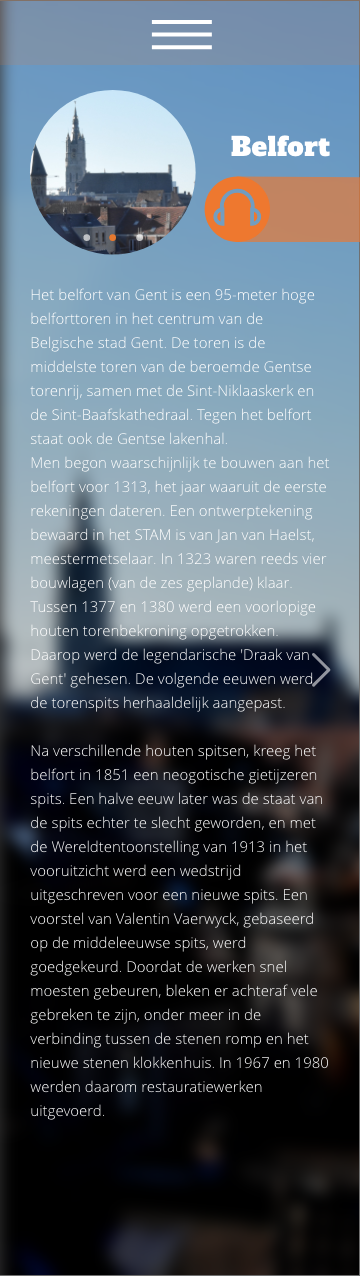 Belfort
Het belfort van Gent is een 95-meter hoge
belforttoren in het centrum van de
Belgische stad Gent. De toren is de
middelste toren van de beroemde Gentse
torenrij, samen met de Sint-Niklaaskerk en
de Sint-Baafskathedraal. Tegen het belfort
staat ook de Gentse lakenhal.
Men begon waarschijnlijk te bouwen aan het
belfort voor 1313, het jaar waaruit de eerste
rekeningen dateren. Een ontwerptekening
bewaard in het STAM is van Jan van Haelst,
meestermetselaar. In 1323 waren reeds vier
bouwlagen (van de zes geplande) klaar.
Tussen 1377 en 1380 werd een voorlopige
houten torenbekroning opgetrokken.
Daarop werd de legendarische 'Draak van
Gent' gehesen. De volgende eeuwen werd
de torenspits herhaaldelijk aangepast.
Na verschillende houten spitsen, kreeg het
belfort in 1851 een neogotische gietijzeren
spits. Een halve eeuw later was de staat van
de spits echter te slecht geworden, en met
de Wereldtentoonstelling van 1913 in het
vooruitzicht werd een wedstrijd
uitgeschreven voor een nieuwe spits. Een
voorstel van Valentin Vaerwyck, gebaseerd
op de middeleeuwse spits, werd
goedgekeurd. Doordat de werken snel
moesten gebeuren, bleken er achteraf vele
gebreken te zijn, onder meer in de
verbinding tussen de stenen romp en het
nieuwe stenen klokkenhuis. In 1967 en 1980
werden daarom restauratiewerken
uitgevoerd.